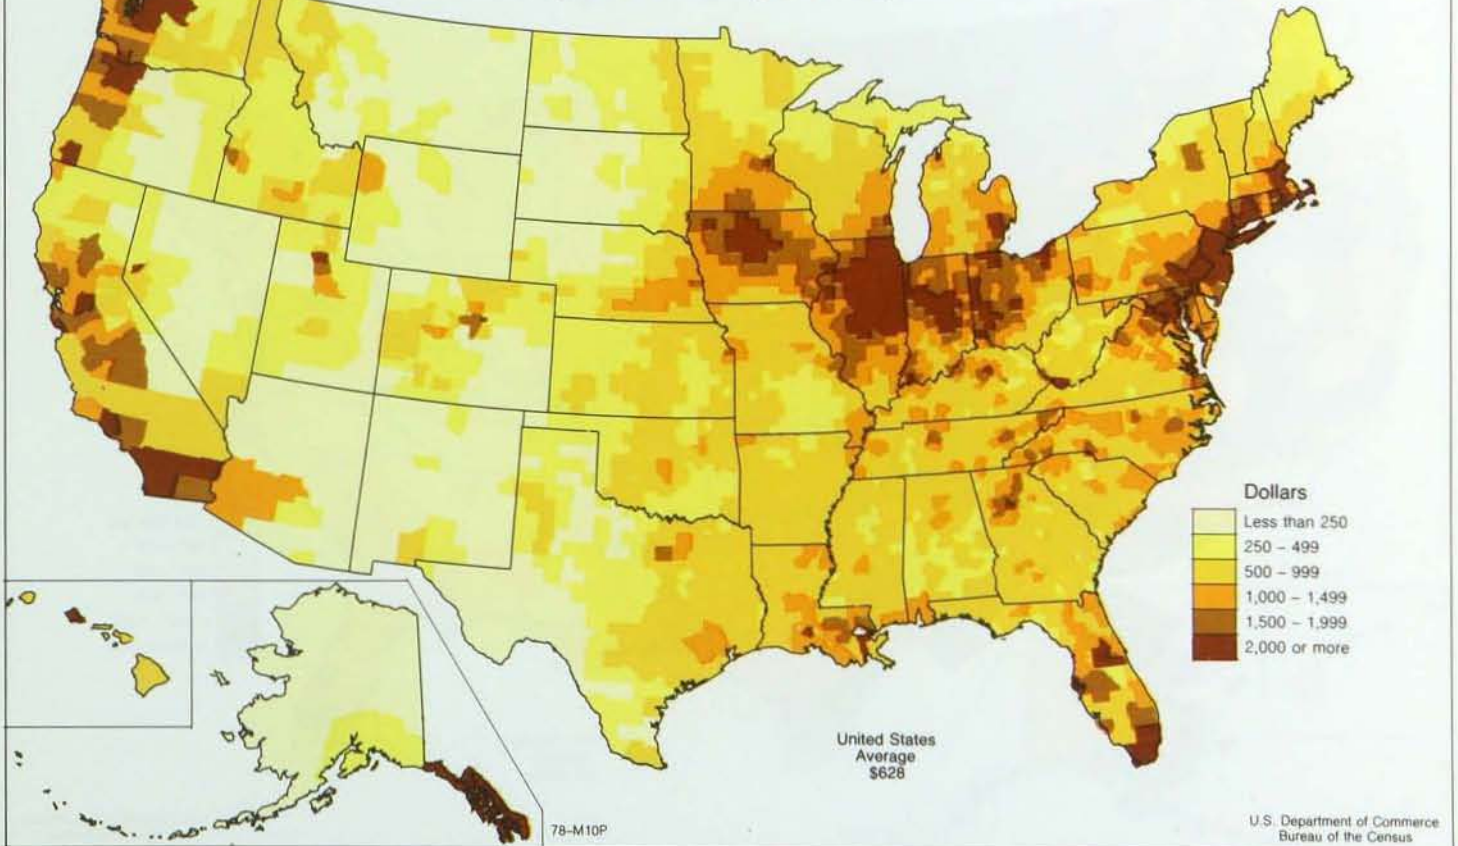 Dollars
Less than 250
250 – 499
500 – 999
1,000 – 1,499
1,500 – 1,999
2,000 or more
United States
Average
$628
78–M10P
U.S. Department of Commerce
Bureau of the Census